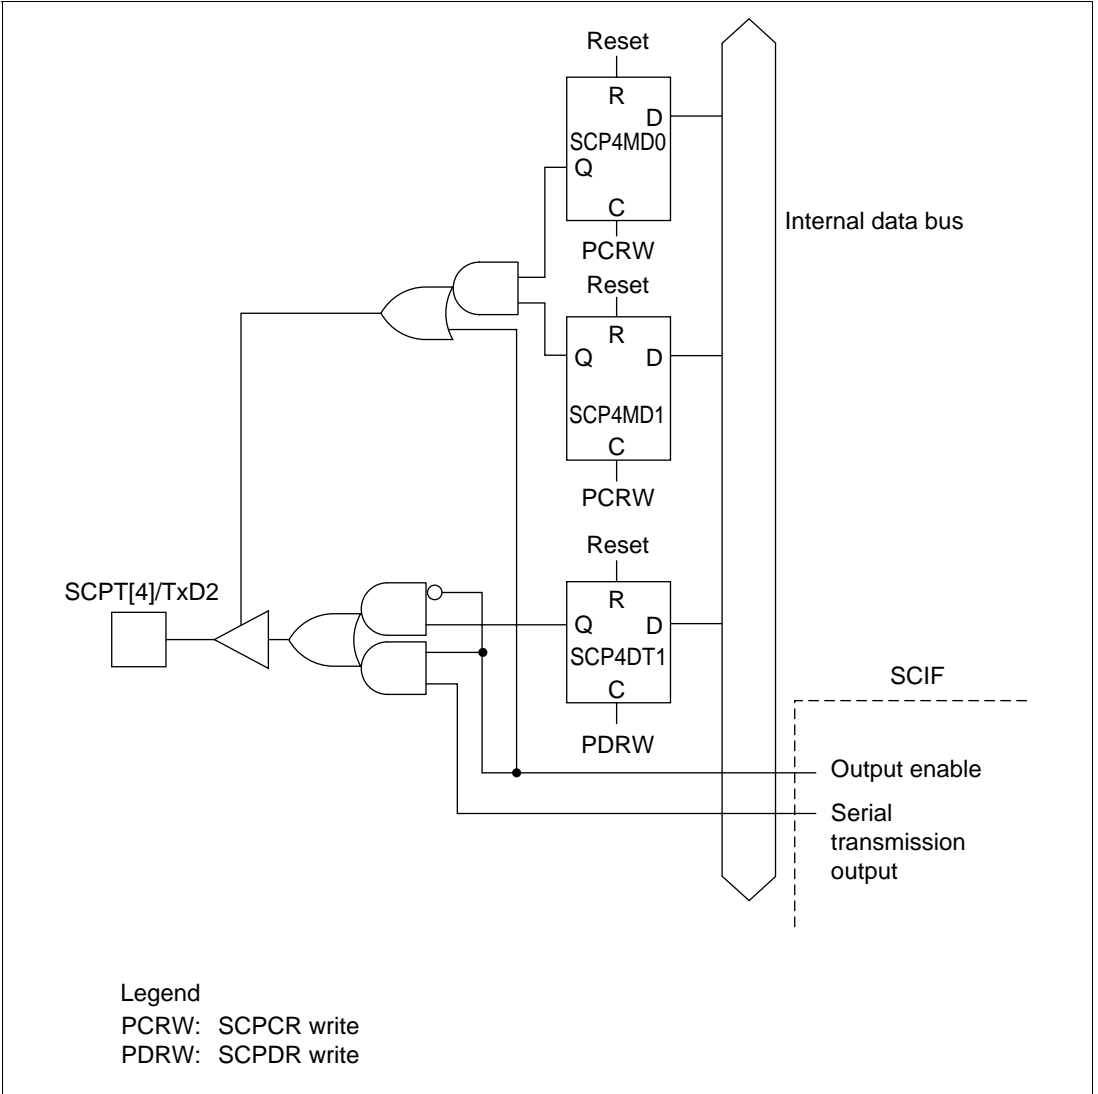 Reset
R
D
SCP4MD0
Q
C
PCRW
Internal data bus
Reset
R
Q D
SCP4MD1
C
PCRW
Reset
R
SCPT[4]/TxD2
Q D
SCP4DT1
C
PDRW
SCIF
Output enable
Serial
transmission
output
Legend
PCRW: SCPCR write
PDRW: SCPDR write